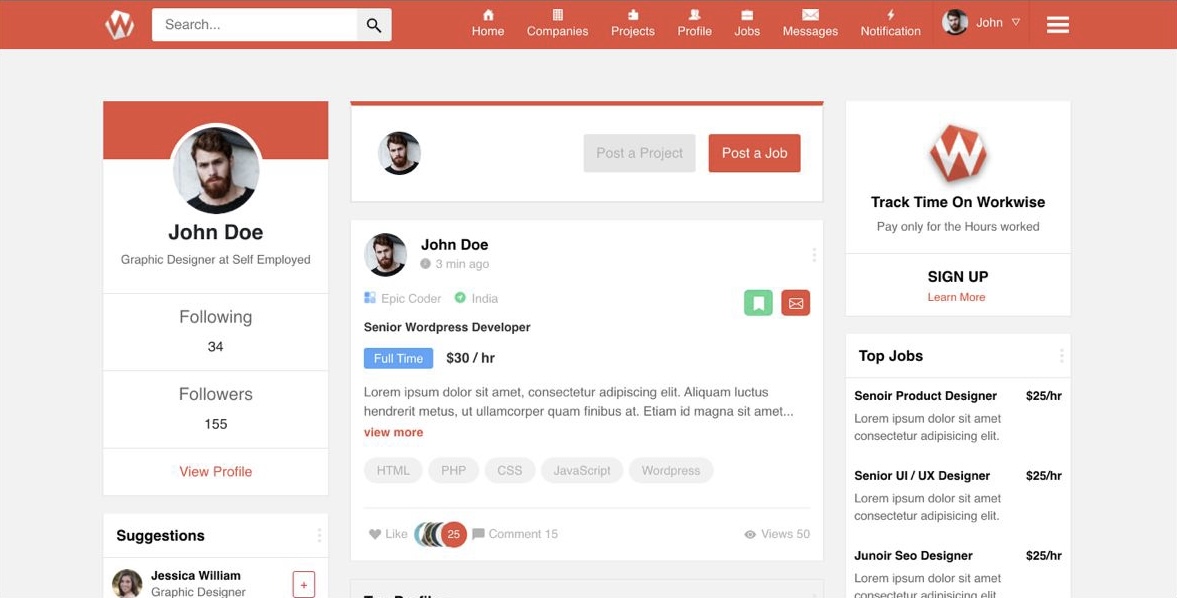 W
Search...
Home
Companies
Projects
Profile
Jobs
Messages
Notification
John
John Doe
Graphic Designer at Self Employed
Following
34
Followers
155
View Profile
Suggestions
Jessica William
Graphic Designer
+
Post a Project
Post a Job
John Doe
3 min ago
Epic Coder
India
Senior Wordpress Developer
Full Time
$30 / hr
Lorem ipsum dolor sit amet, consectetur adipiscing elit. Aliquam luctus
hendrerit metus, ut ullamcorper quam finibus at. Etiam id magna sit amet...
view more
HTML
PHP
CSS
JavaScript
Wordpress
Like
25
Comment 15
Views 50
W
Track Time On Workwise
Pay only for the Hours worked
SIGN UP
Learn More
Top Jobs
Senoir Product Designer $25/hr
Lorem ipsum dolor sit amet
consectetur adipisicing elit.
Senior UI / UX Designer $25/hr
Lorem ipsum dolor sit amet
consectetur adipisicing elit.
Junoir Seo Designer $25/hr
Lorem ipsum dolor sit amet
consectetur adipisicing elit.